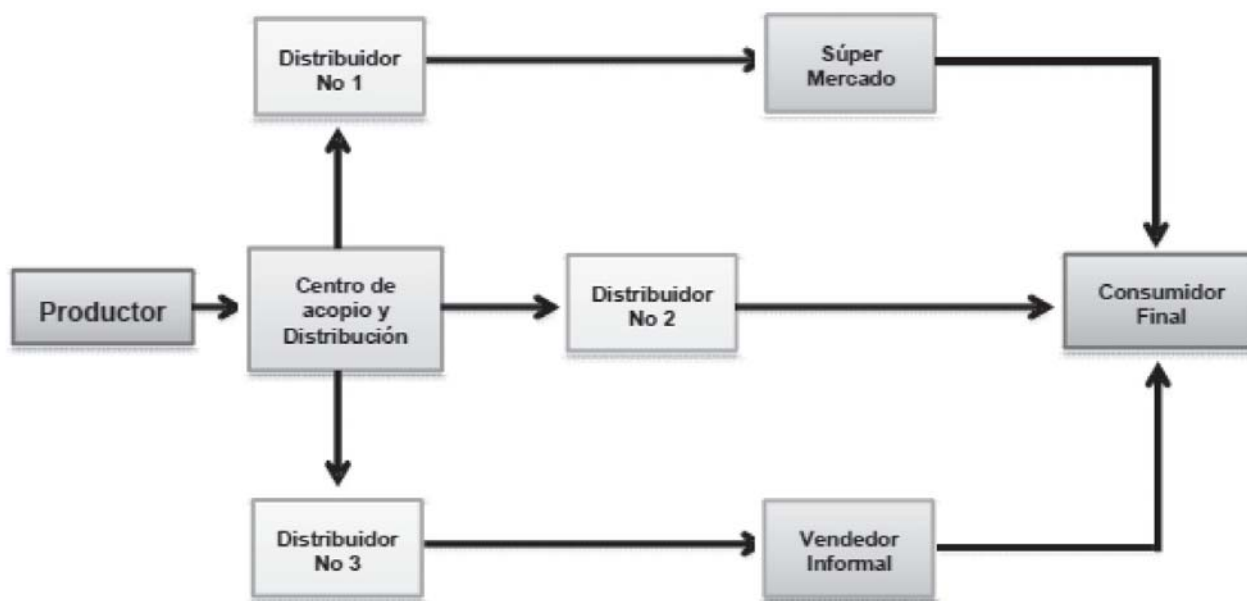 Distribuidor
No 1
Súper
Mercado
Productor
Centro de
acopio y
Distribución
Distribuidor
No 2
Consumidor
Final
Distribuidor
No 3
Vendedor
Informal